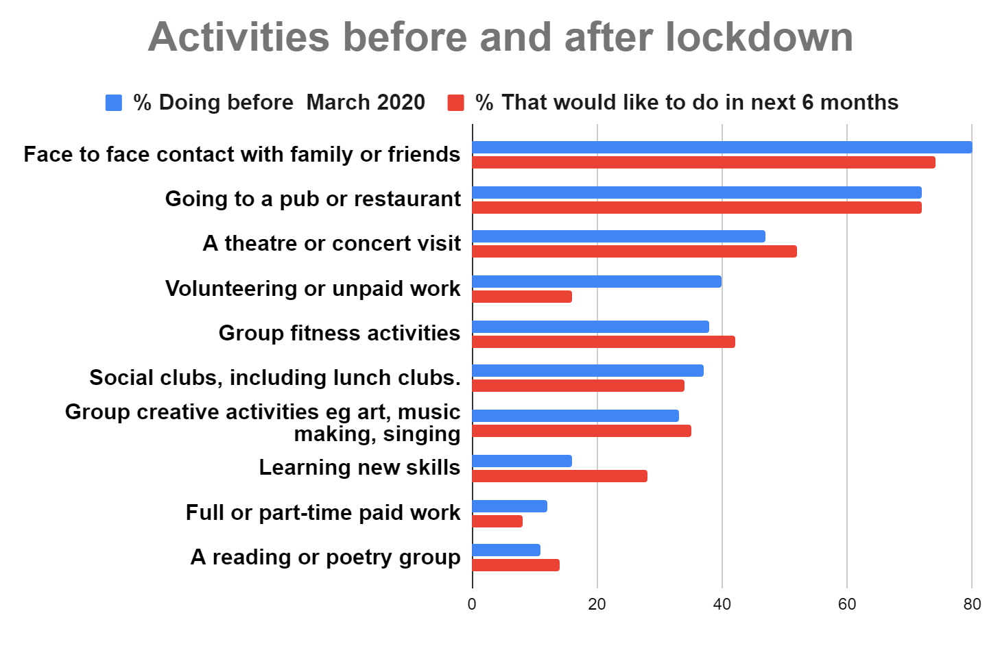 Activities before and after lockdown
% Doing before  March 2020
% That would like to do in next 6 months
Face to face contact with family or friends
Going to a pub or restaurant
A theatre or concert visit
Volunteering or unpaid work
Group fitness activities
Social clubs, including lunch clubs.
Group creative activities eg art, music
making, singing
Learning new skills
Full or part-time paid work
A reading or poetry group
0 20 40 60 80